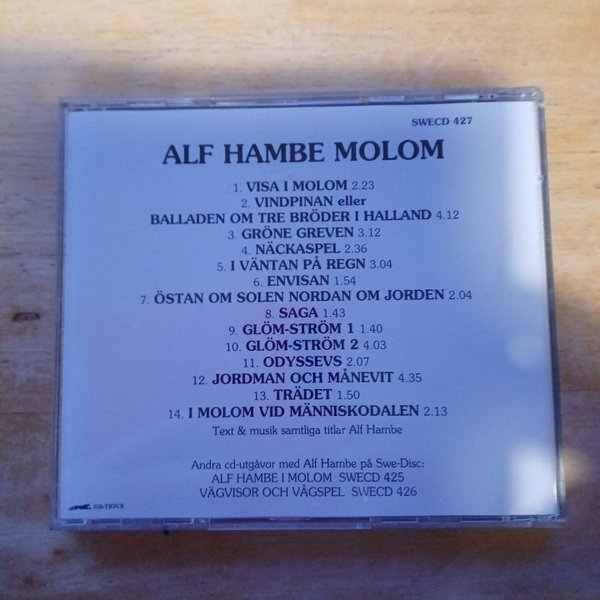 SWECD 427
ALF HAMBE MOLOM
1. VISA I MOLOM 2.23
2. VINDPINAN eller
BALLADEN OM TRE BRÖDER I HALLAND 4.12
3. GRÖNE GREVEN 3.12
4. NÄCKASPEL 2.36
5. I VÄNTAN PÅ REGN 3.04
6. ENVISAN 1.54
7. ÖSTAN OM SOLEN NORDAN OM JORDEN 2.04
8. SAGA 1.43
9. GLÖM-STRÖM 1 1.40
10. GLÖM-STRÖM 2 4.03
11. ODYSSEVS 2.07
12. JORDMAN OCH MÅNEVIT 4.35
13. TRÄDET 1.50
14. I MOLOM VID MÄNNISKODALEN 2.13
Text & musik samtliga titlar Alf Hambe
Andra cd-utgåvor med Alf Hambe på Swe-Disc:
ALF HAMBE I MOLOM SWECD 425
VÄGVISOR OCH VÅGSPEL SWECD 426
SIB-TRYCK